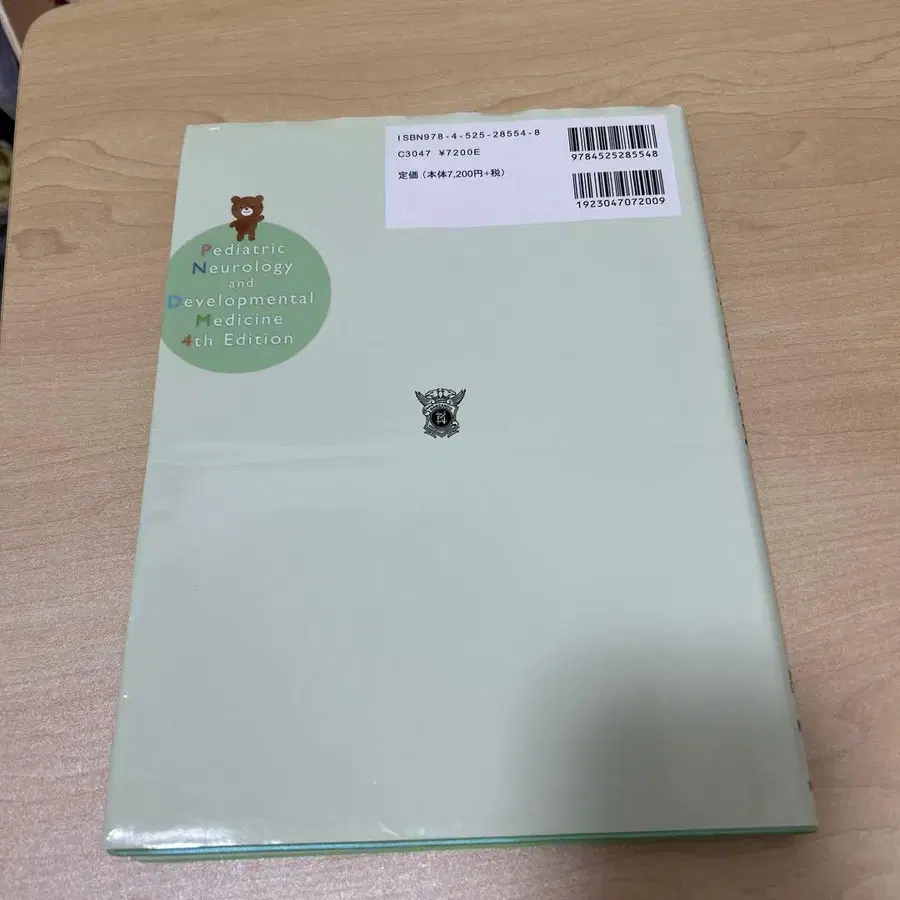 ISBN978-4-525-28554-8
C3047 ¥7200E
定価（本体7,200円+税）
9784525285548
1923047072009
Pediatric
Neurology
and
Developmental
Medicine
4th Edition